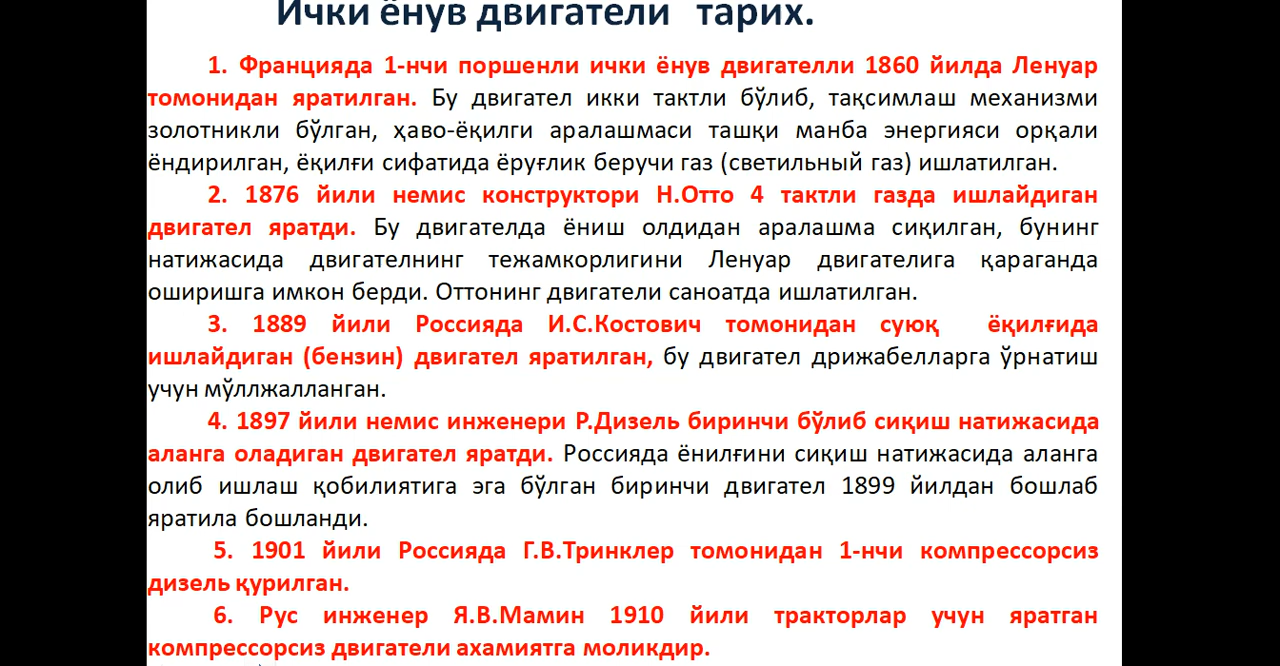 Ички ёнув двигатели тарих.
1. Францияда 1-нчи поршенли ички ёнув двигателли 1860 йилда Ленуар
томонидан яратилган. Бу двигател икки тактли бўлиб, тақсимлаш механизми
золотникли бўлган, ҳаво-ёқилги аралашмаси ташқи манба энергияси орқали
ёндирилган, ёқилғи сифатида ёруғлик беручи газ (светильный газ) ишлатилган.
2. 1876 йили немис конструктори Н.Отто 4 тактли газда ишлайдиган
двигател яратди. Бу двигателда ёниш олдидан аралашма сиқилган, бунинг
натижасида двигателнинг тежамкорлигини Ленуар двигателига қараганда
оширишга имкон берди. Оттонинг двигатели саноатда ишлатилган.
3. 1889 йили Россияда И.С.Костович томонидан суюқ ёқилғида
ишлайдиган (бензин) двигател яратилган, бу двигател дрижабелларга ўрнатиш
учун мўллжалланган.
4. 1897 йили немис инженери Р.Дизель биринчи бўлиб сиқиш натижасида
аланга оладиган двигател яратди. Россияда ёнилғини сиқиш натижасида аланга
олиб ишлаш қобилиятига эга бўлган биринчи двигател 1899 йилдан бошлаб
яратила бошланди.
5. 1901 йили Россияда Г.В.Тринклер томонидан 1-нчи компрессорсиз
дизель қурилган.
6. Рус инженер Я.В.Мамин 1910 йили тракторлар учун яратган
компрессорсиз двигатели ахамиятга моликдир.